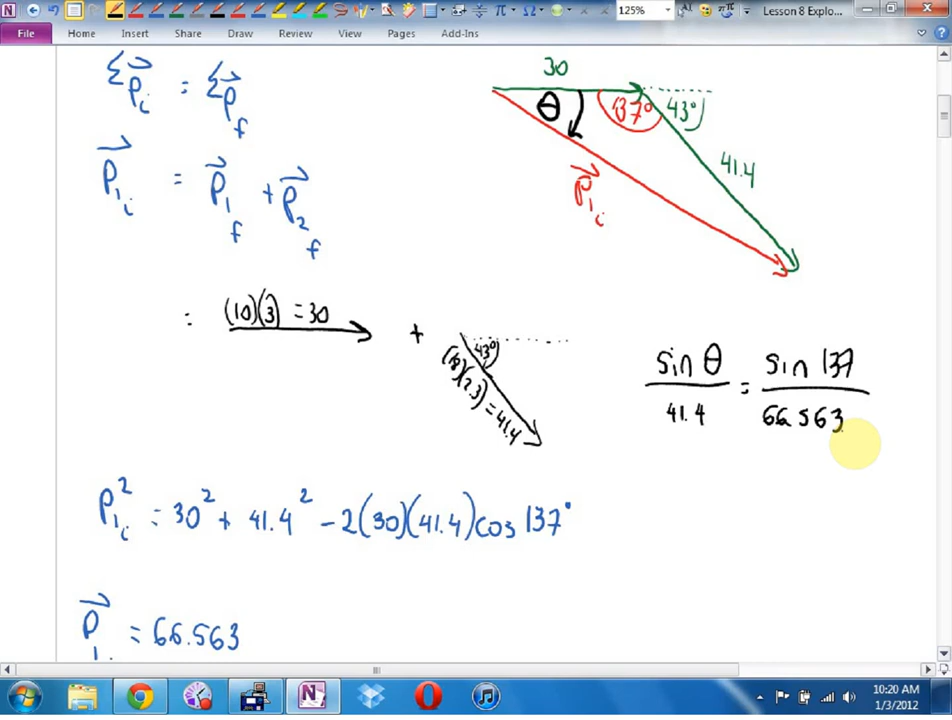 125%
Lesson 8 Explo...
File Home Insert Share Draw Review View Pages Add-Ins
Σp⃗ᵢ = Σp⃗f
P⃗₁ᵢ = P⃗₁f + P⃗₂f
30
θ
137°
43°
41.4
P⃗₁ᵢ
= (10)(3) = 30 +
43°
(18)(2.3) = 41.4
sin θ / 41.4 = sin 137 / 66.563
P₁ᵢ² = 30² + 41.4² − 2(30)(41.4) cos 137°
P⃗₁ = 66.563
10:20 AM
1/3/2012